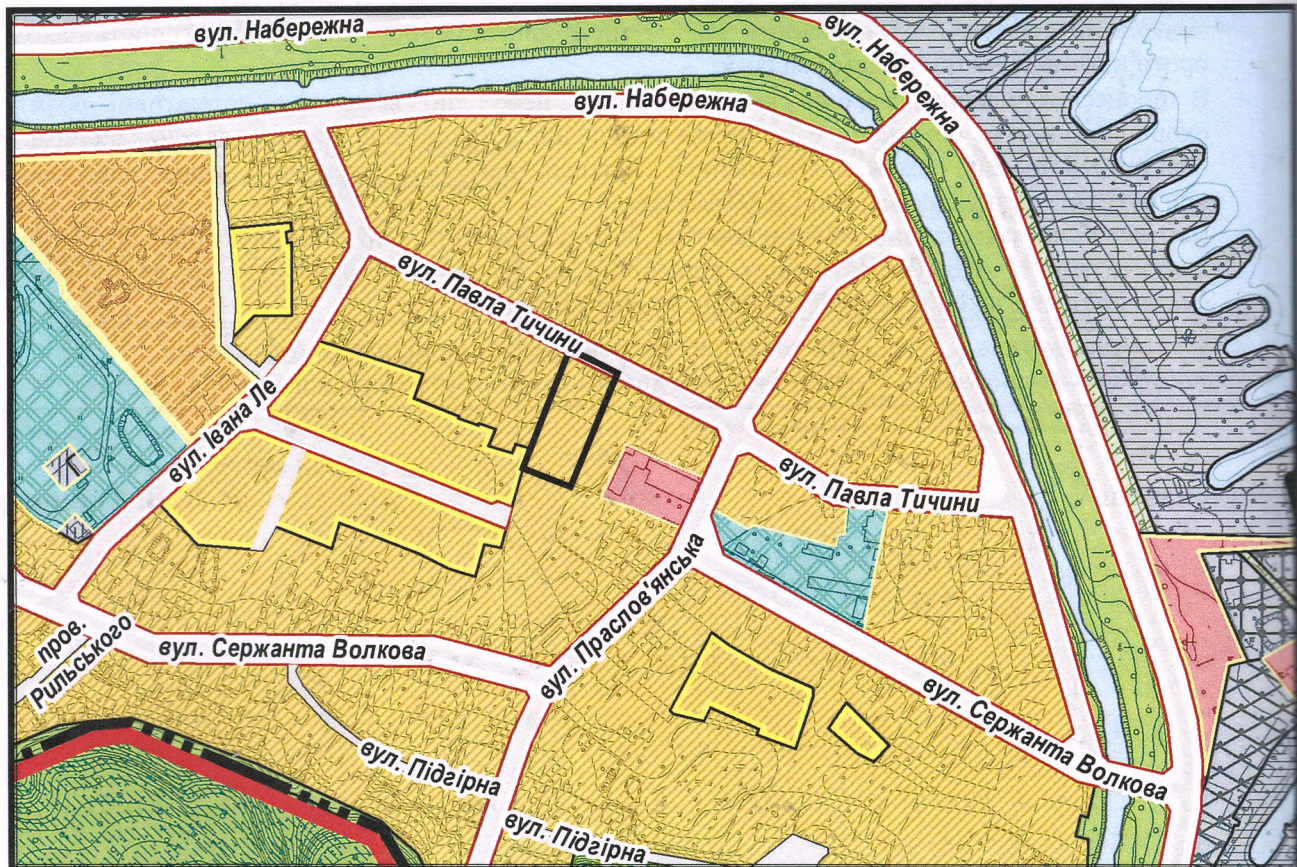 вул. Набережна
вул. Набережна
вул. Набережна
вул. Павла Тичини
вул. Івана Ле
вул. Павла Тичини
вул. Праслов'янська
пров.
Рильського
вул. Сержанта Волкова
вул. Сержанта Волкова
вул. Підгірна
вул. Підгірна